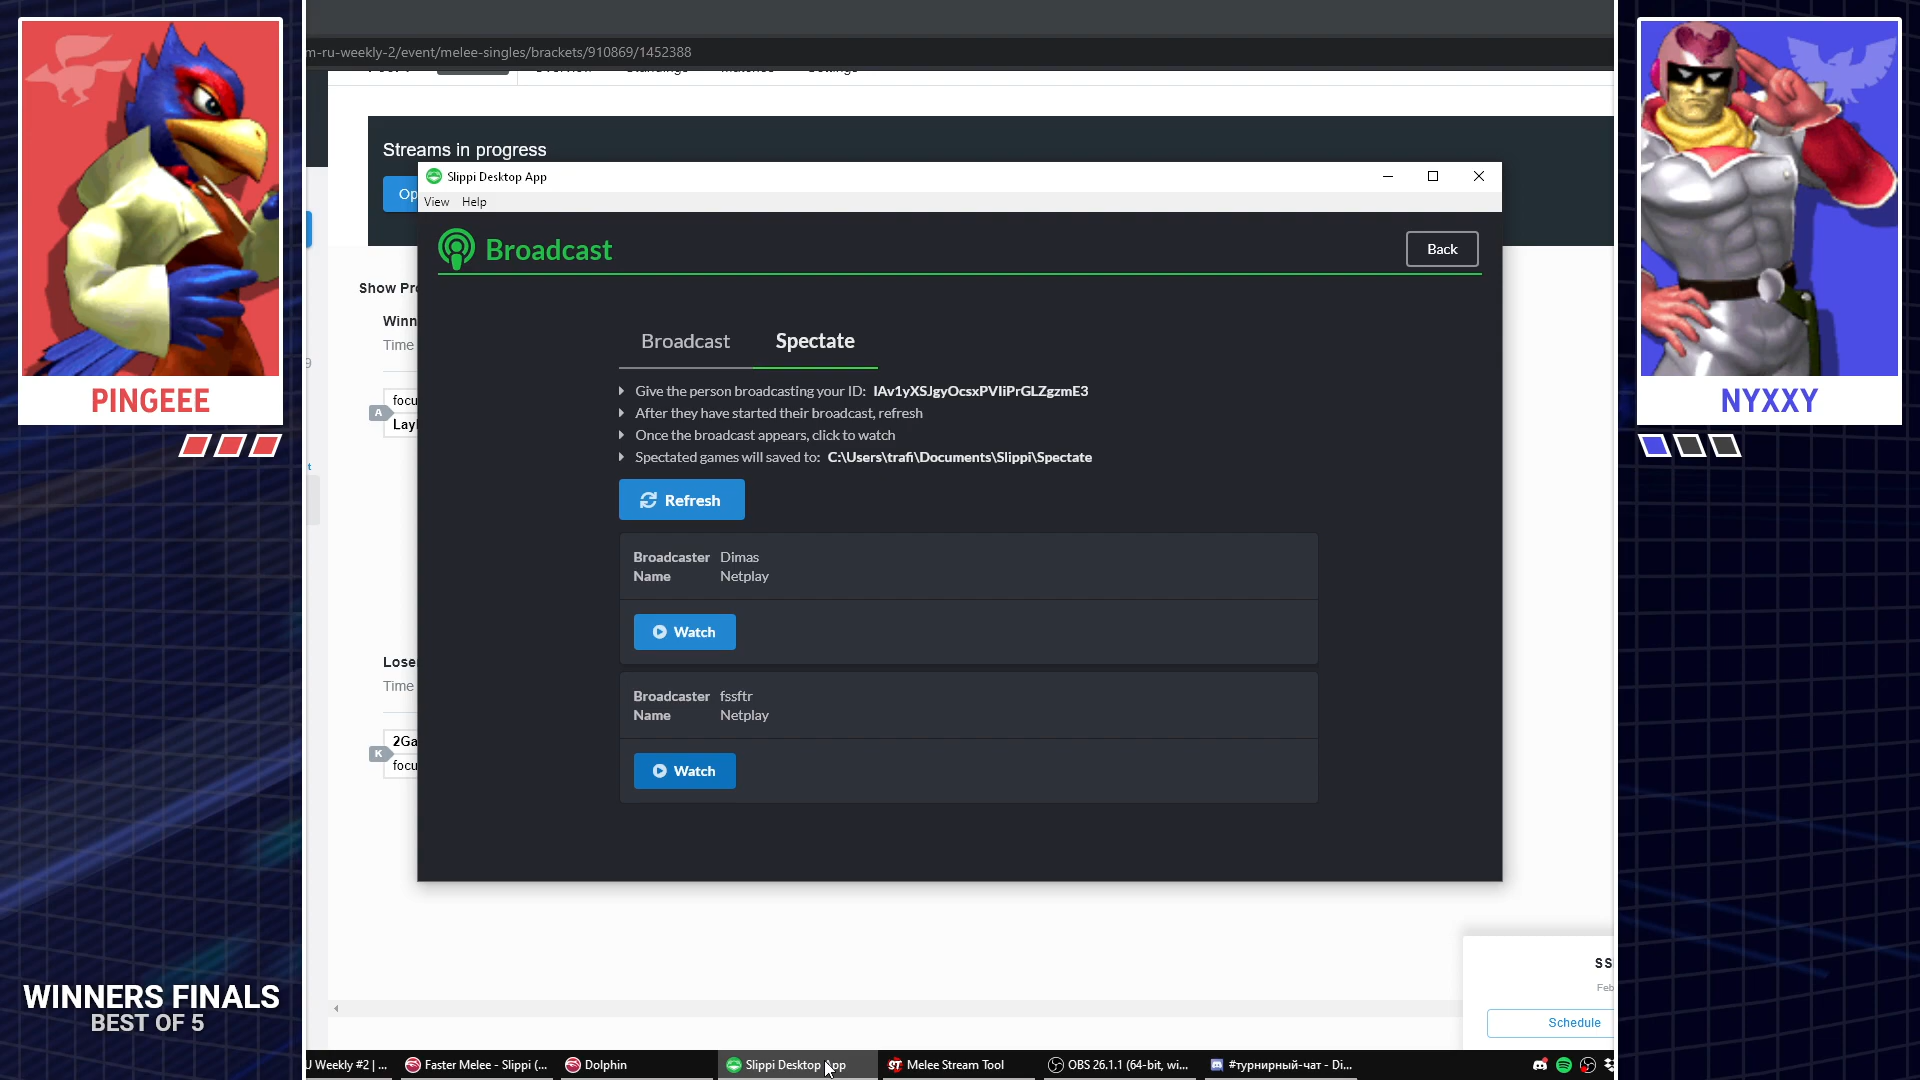 m-ru-weekly-2/event/melee-singles/brackets/910869/1452388
Streams in progress
Op
Slippi Desktop App
View Help
Broadcast
Back
Show Pr
Winn
Time
A
focu
Lay
Broadcast Spectate
Give the person broadcasting your ID: IAv1yXSJgyOcsxPVIiPrGLZgzmE3
After they have started their broadcast, refresh
Once the broadcast appears, click to watch
Spectated games will saved to: C:\Users\trafi\Documents\Slippi\Spectate
Refresh
Broadcaster Dimas
Name Netplay
Watch
Broadcaster fssftr
Name Netplay
Watch
Lose
Time
K
2Ga
focu
PINGEEE
NYXXY
WINNERS FINALS
BEST OF 5
SS
Feb
Schedule
U Weekly #2 | ...
Faster Melee - Slippi (...
Dolphin
Slippi Desktop App
Melee Stream Tool
OBS 26.1.1 (64-bit, wi...
#турнирный-чат - Di...